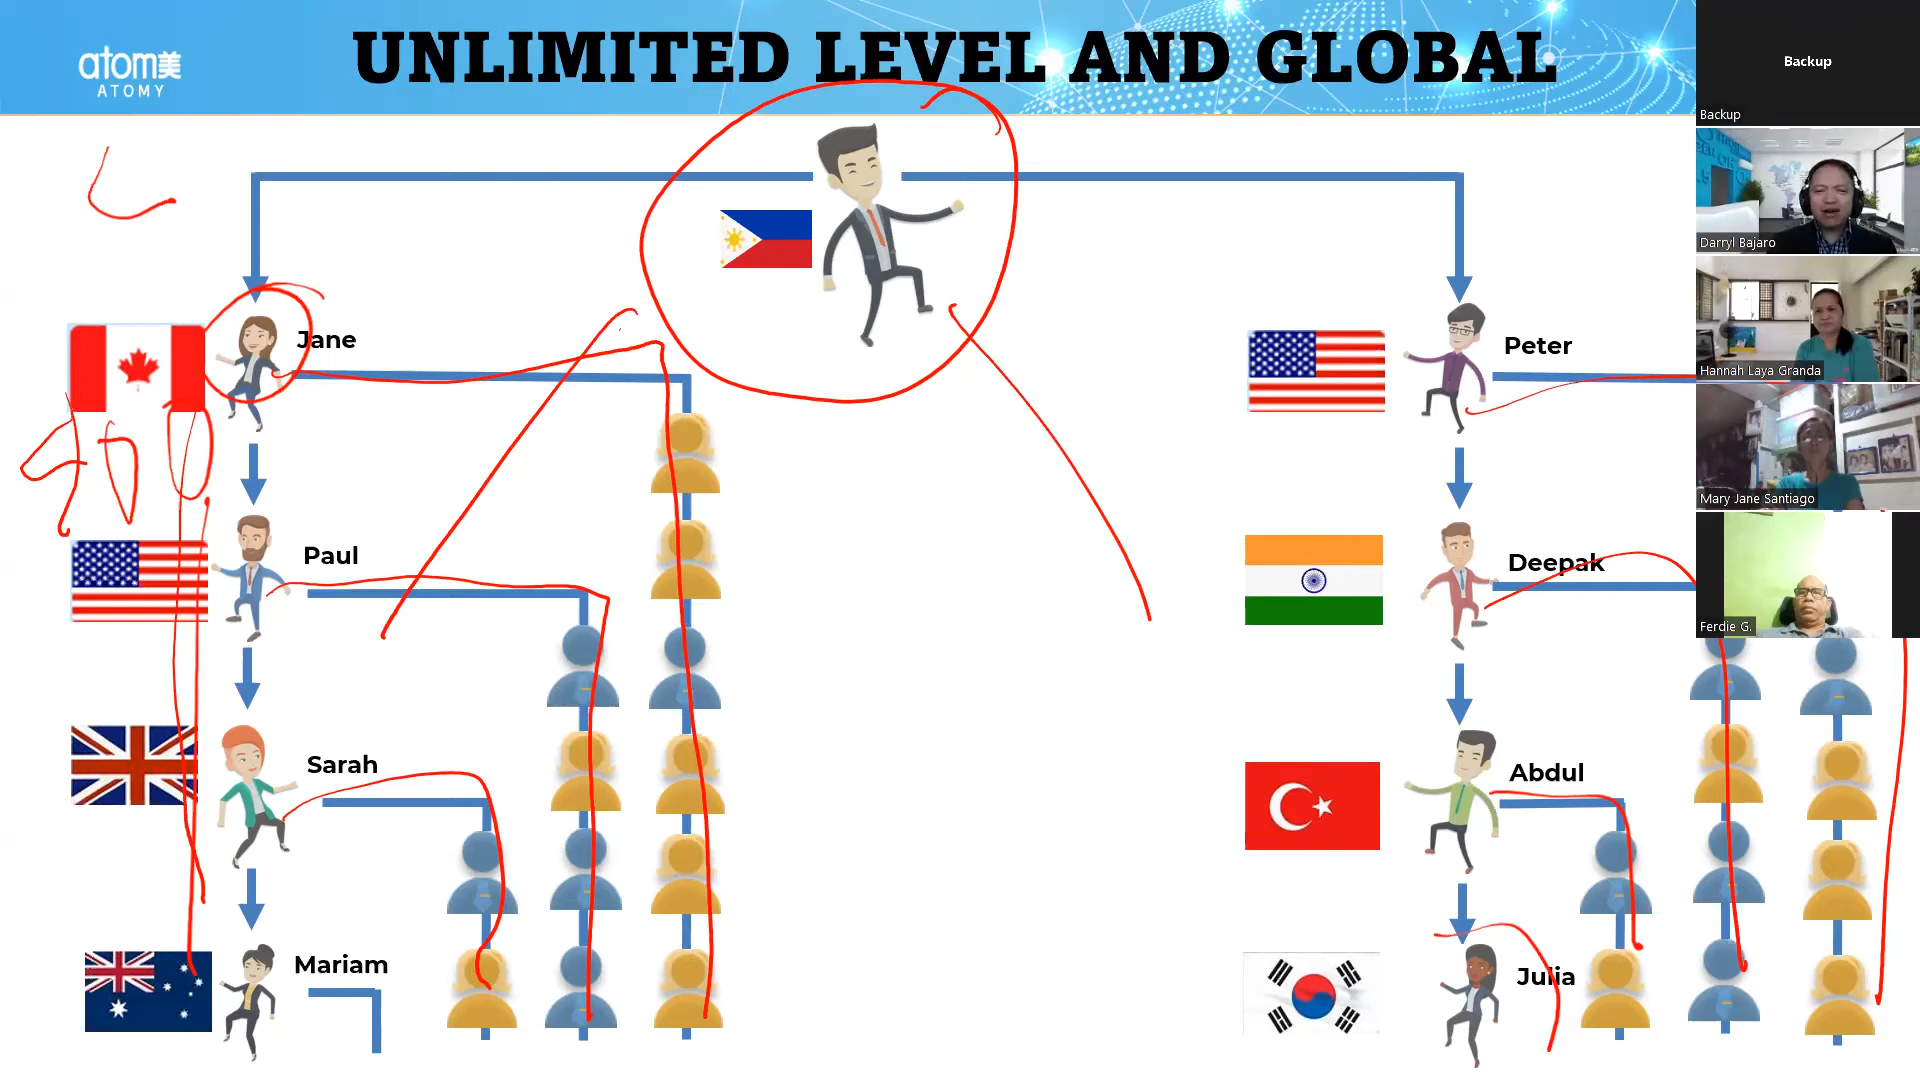 UNLIMITED LEVEL AND GLOBAL
atom美
ATOMY
Backup
Backup
Darryl Bajaro
Hannah Laya Granda
Mary Jane Santiago
Ferdie G.
Jane
Peter
Paul
Deepak
Sarah
Abdul
Mariam
Julia